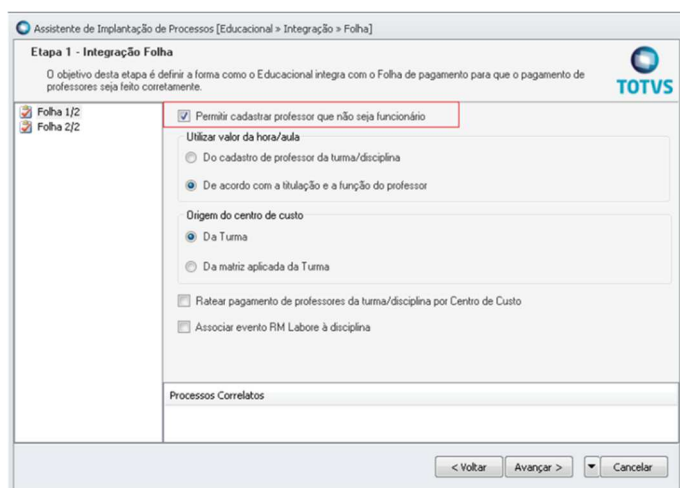 Assistente de Implantação de Processos [Educacional » Integração » Folha]
Etapa 1 - Integração Folha
O objetivo desta etapa é definir a forma como o Educacional integra com o Folha de pagamento para que o pagamento de
professores seja feito corretamente.
TOTVS
Folha 1/2
Folha 2/2
Permitir cadastrar professor que não seja funcionário
Utilizar valor da hora/aula
Do cadastro de professor da turma/disciplina
De acordo com a titulação e a função do professor
Origem do centro de custo
Da Turma
Da matriz aplicada da Turma
Ratear pagamento de professores da turma/disciplina por Centro de Custo
Associar evento RM Labore à disciplina
Processos Correlatos
< Voltar
Avançar >
Cancelar